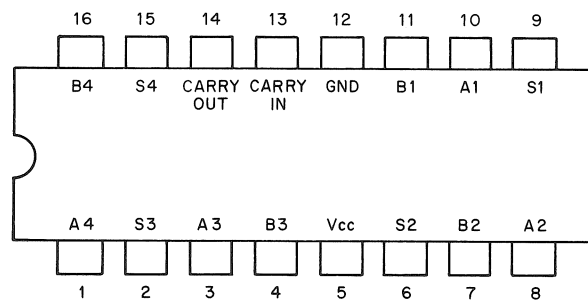 16 15 14 13 12 11 10 9
B4 S4 CARRY CARRY GND B1 A1 S1
OUT IN
A4 S3 A3 B3 Vcc S2 B2 A2
1 2 3 4 5 6 7 8